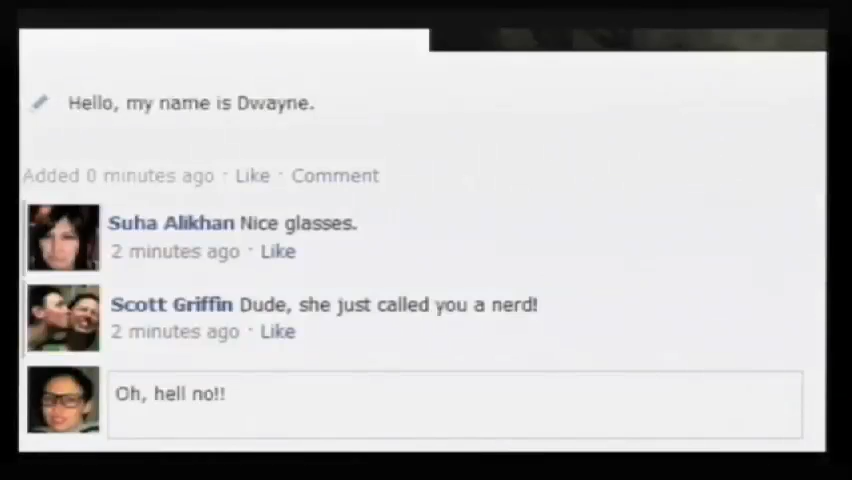 Hello, my name is Dwayne.
Added 0 minutes ago · Like · Comment
Suha Alikhan Nice glasses.
2 minutes ago · Like
Scott Griffin Dude, she just called you a nerd!
2 minutes ago · Like
Oh, hell no!!